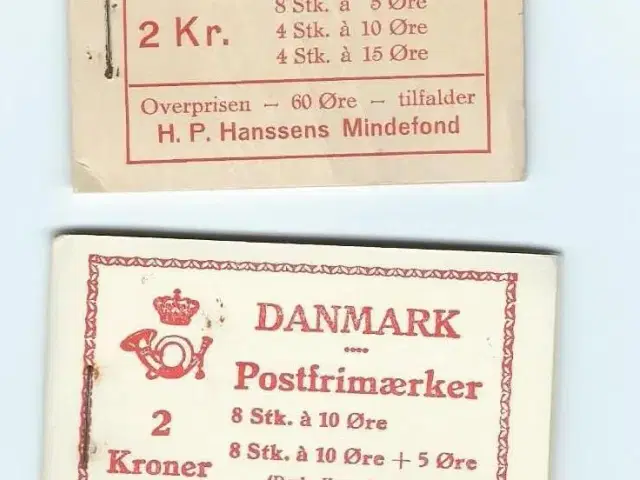 8 Stk. à 5 Øre
2 Kr.
4 Stk. à 10 Øre
4 Stk. à 15 Øre
Overprisen — 60 Øre — tilfalder
H. P. Hanssens Mindefond
DANMARK
Postfrimærker
2
Kroner
8 Stk. à 10 Øre
8 Stk. à 10 Øre + 5 Øre